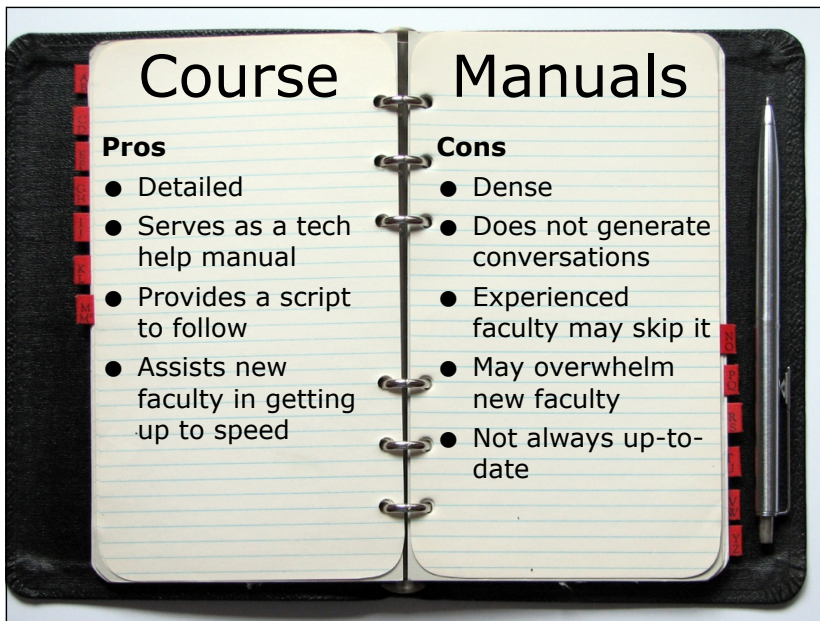 Course Manuals
Pros
● Detailed
● Serves as a tech
help manual
● Provides a script
to follow
● Assists new
faculty in getting
up to speed
Cons
● Dense
● Does not generate
conversations
● Experienced
faculty may skip it
● May overwhelm
new faculty
● Not always up-to-
date
A
B
C
D
E
F
G
H
I
J
K
L
M
M
N
O
P
Q
R
S
T
U
V
W
Y
Z